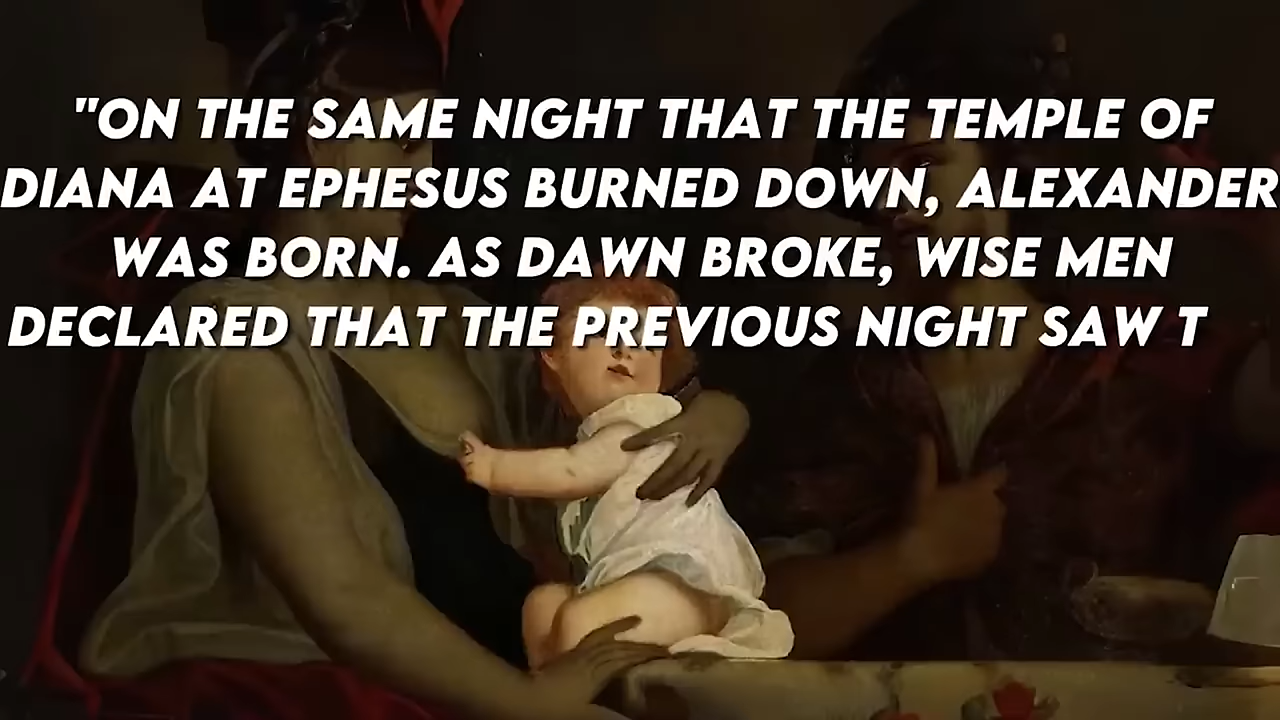 "ON THE SAME NIGHT THAT THE TEMPLE OF
DIANA AT EPHESUS BURNED DOWN, ALEXANDER
WAS BORN. AS DAWN BROKE, WISE MEN
DECLARED THAT THE PREVIOUS NIGHT SAW T